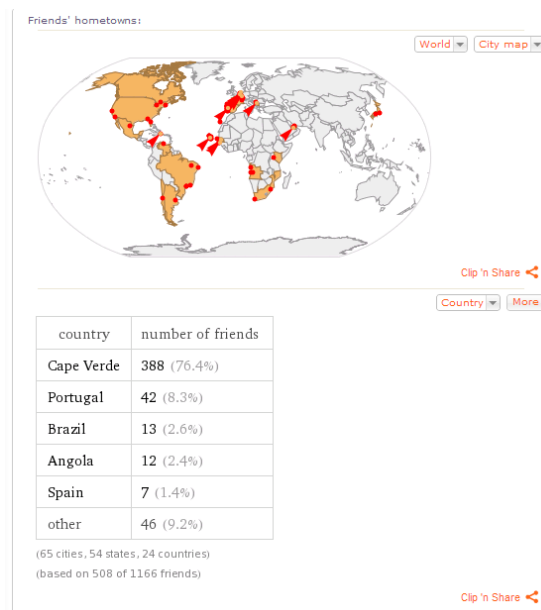 Friends' hometowns:
World City map
Clip 'n Share
Country More
country number of friends
Cape Verde 388 (76.4%)
Portugal 42 (8.3%)
Brazil 13 (2.6%)
Angola 12 (2.4%)
Spain 7 (1.4%)
other 46 (9.2%)
(65 cities, 54 states, 24 countries)
(based on 508 of 1166 friends)
Clip 'n Share